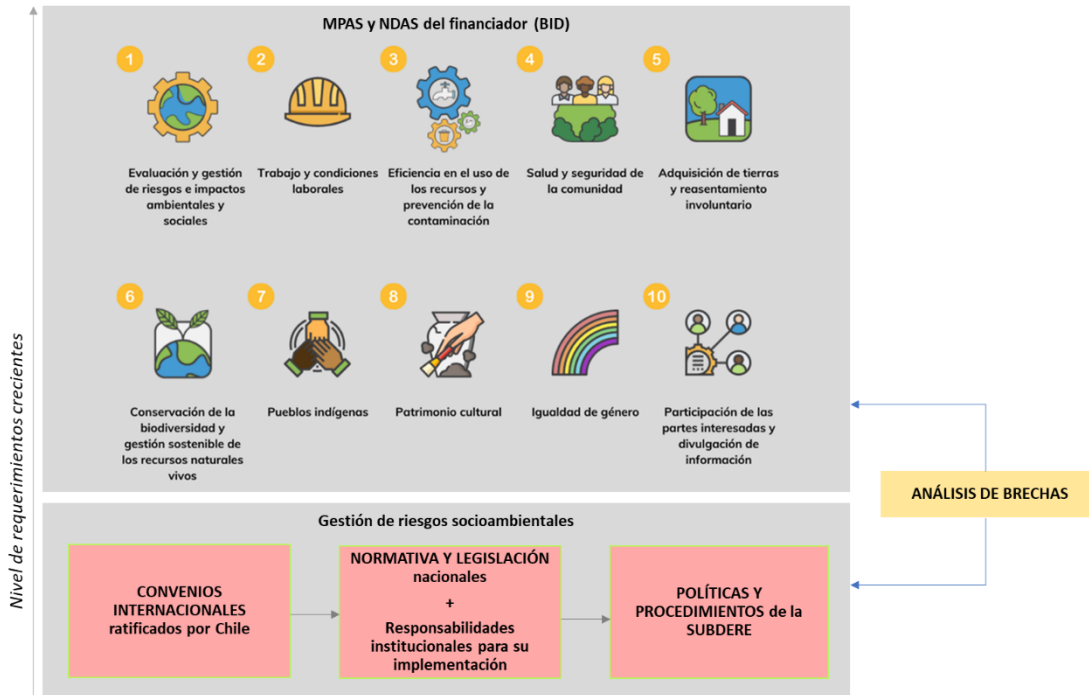 MPAS y NDAS del financiador (BID)
1
2
3
4
5
Evaluación y gestión
de riesgos e impactos
ambientales y
sociales
Trabajo y condiciones
laborales
Eficiencia en el uso de
los recursos y
prevención de la
contaminación
Salud y seguridad de
la comunidad
Adquisición de tierras
y reasentamiento
involuntario
6
7
8
9
10
Conservación de la
biodiversidad y
gestión sostenible de
los recursos naturales
vivos
Pueblos indígenas
Patrimonio cultural
Igualdad de género
Participación de las
partes interesadas y
divulgación de
información
Nivel de requerimientos crecientes
ANÁLISIS DE BRECHAS
Gestión de riesgos socioambientales
CONVENIOS
INTERNACIONALES
ratificados por Chile
NORMATIVA Y LEGISLACIÓN
nacionales
+
Responsabilidades
institucionales para su
implementación
POLÍTICAS Y
PROCEDIMIENTOS de la
SUBDERE